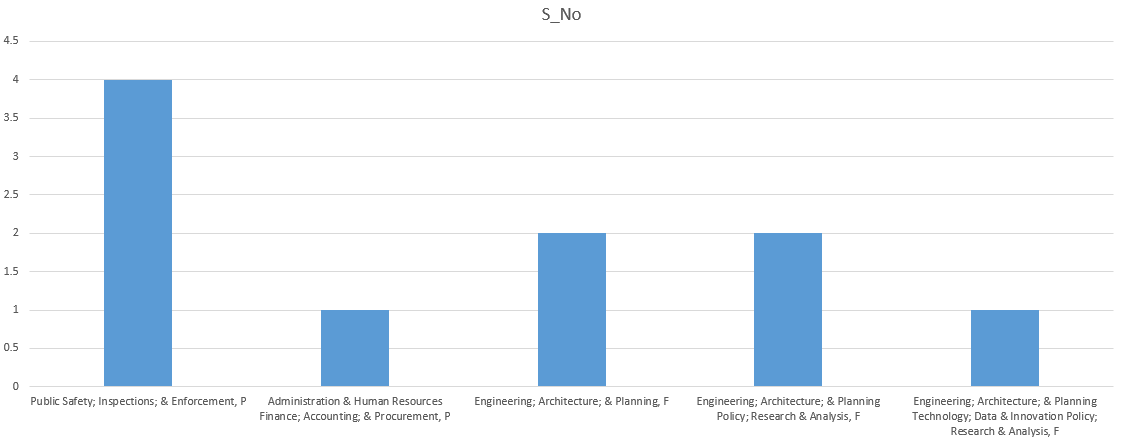 S_No
4.5
4
3.5
3
2.5
2
1.5
1
0.5
0
Public Safety; Inspections; & Enforcement, P
Administration & Human Resources
Finance; Accounting; & Procurement, P
Engineering; Architecture; & Planning, F
Engineering; Architecture; & Planning
Policy; Research & Analysis, F
Engineering; Architecture; & Planning
Technology; Data & Innovation Policy;
Research & Analysis, F